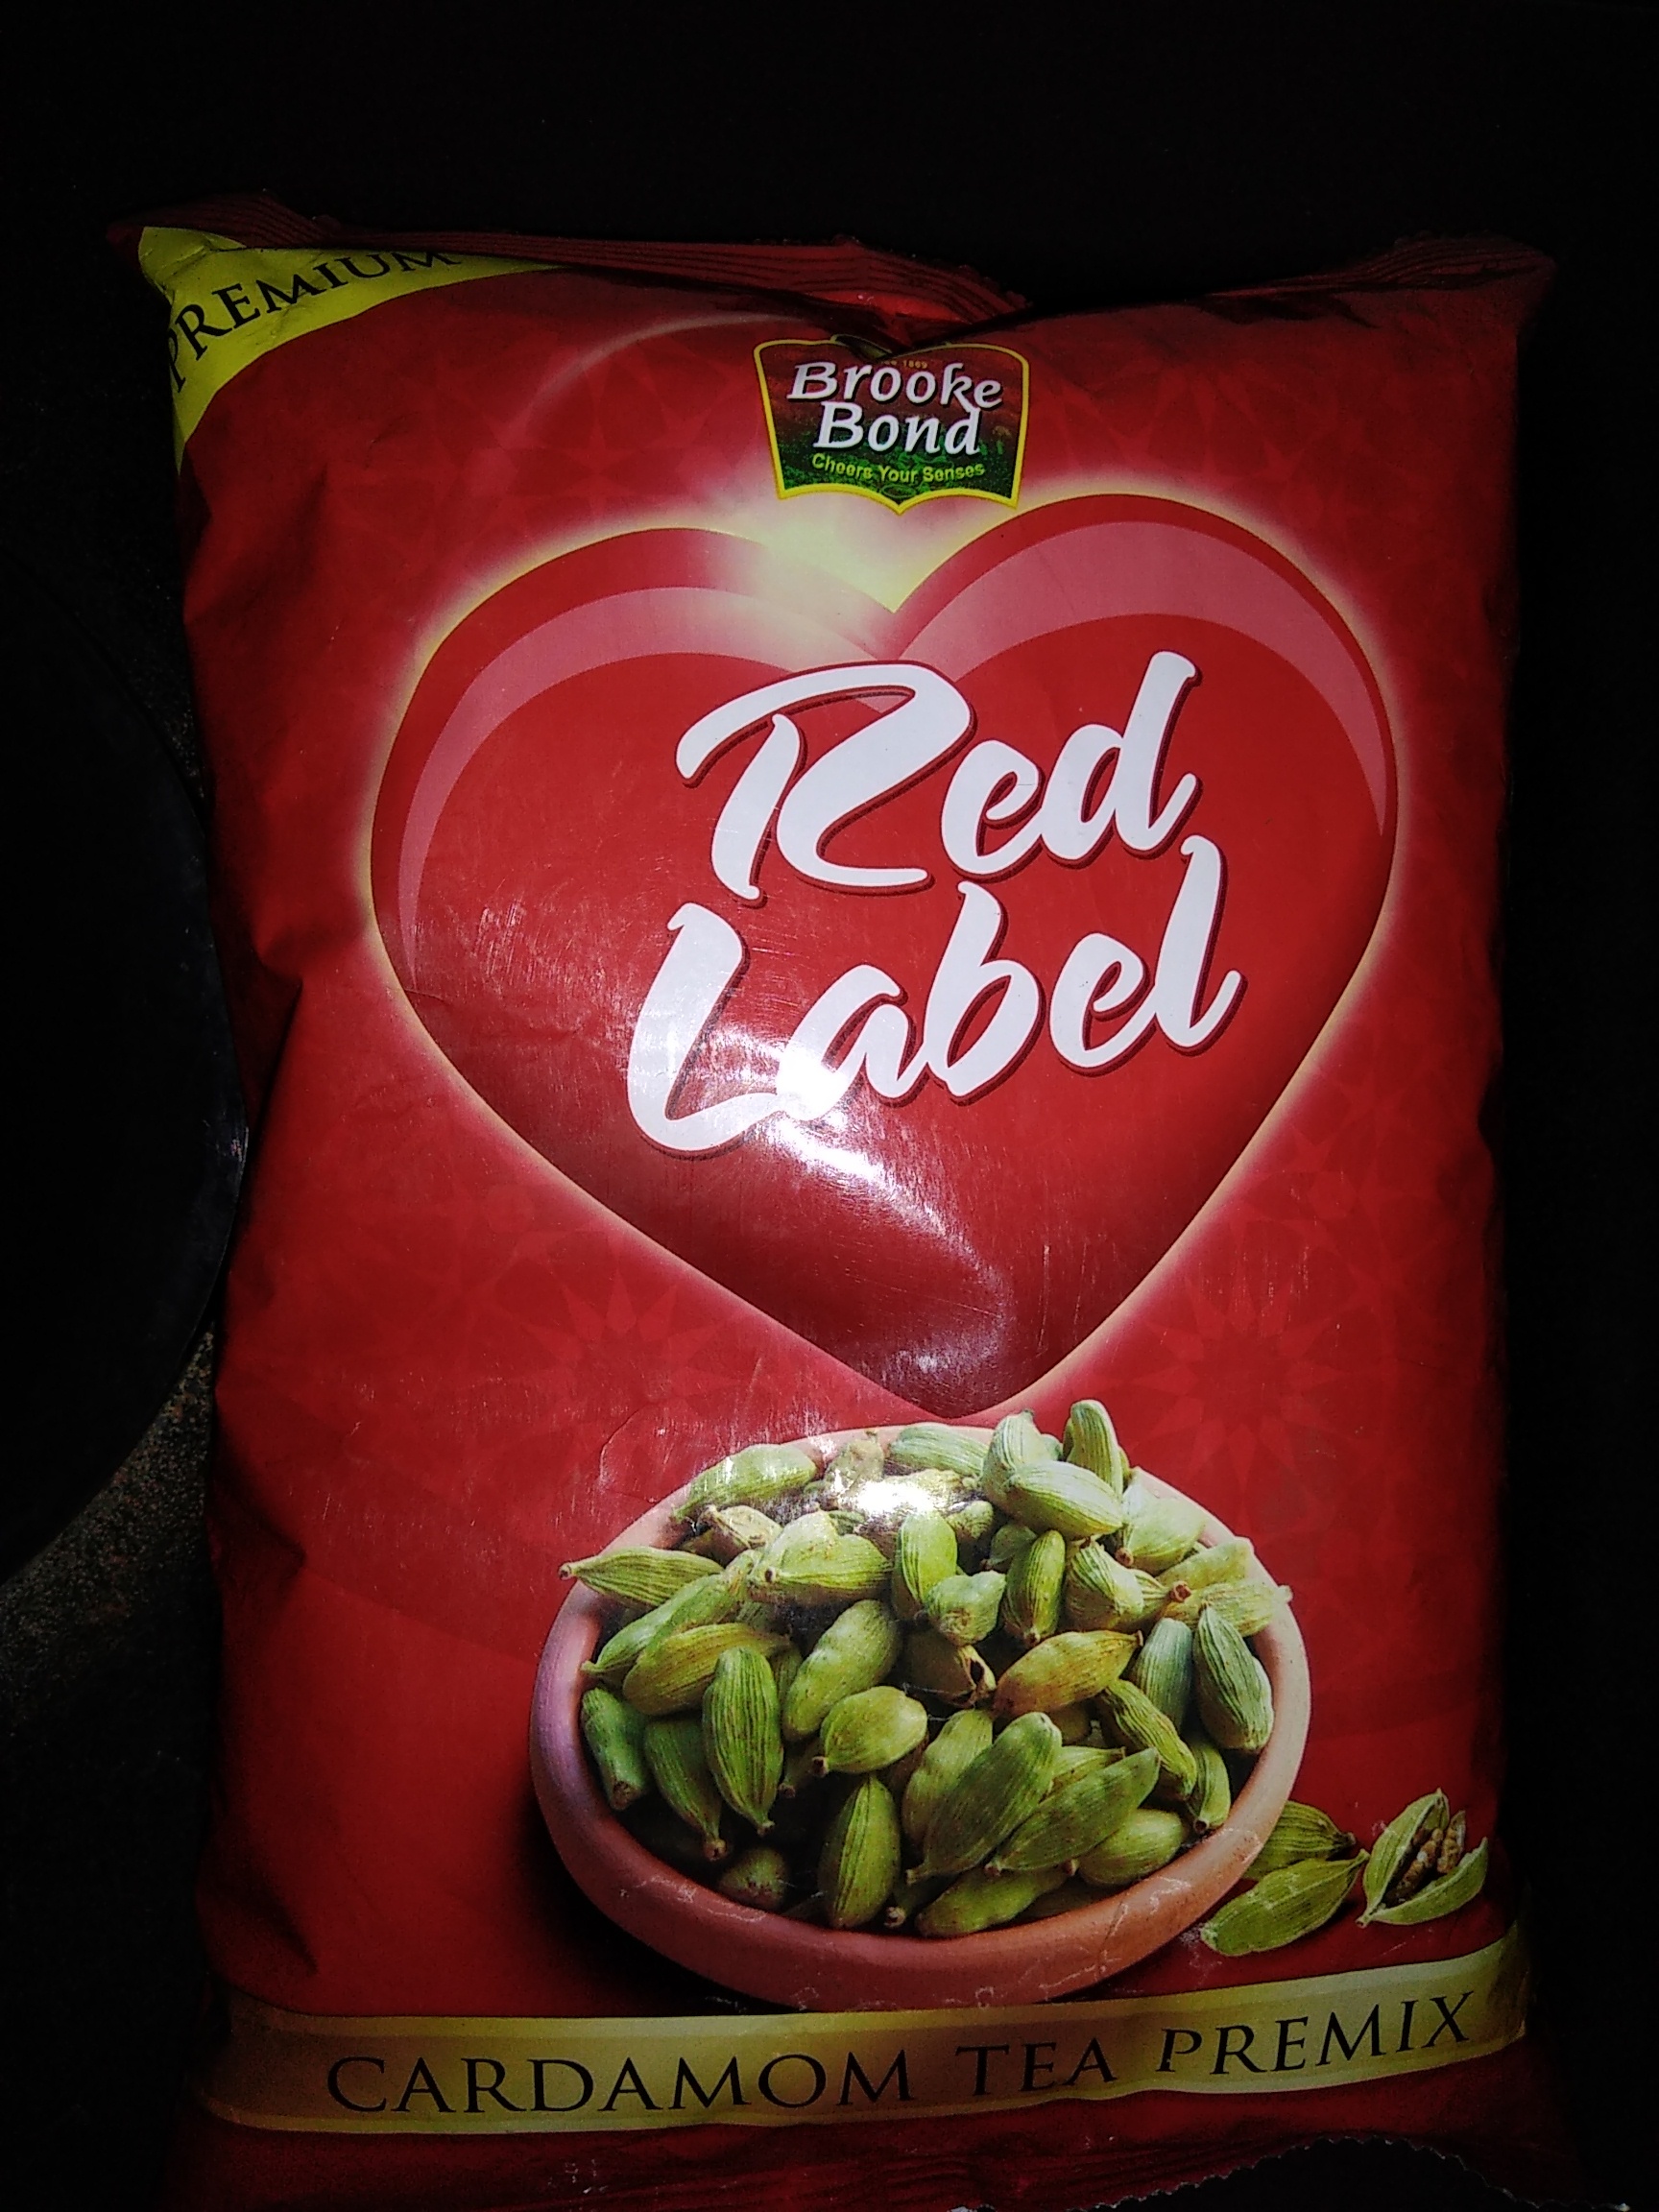 PREMIUM
Brooke
Bond
Cheers Your Senses
Red
Label
CARDAMOM TEA PREMIX